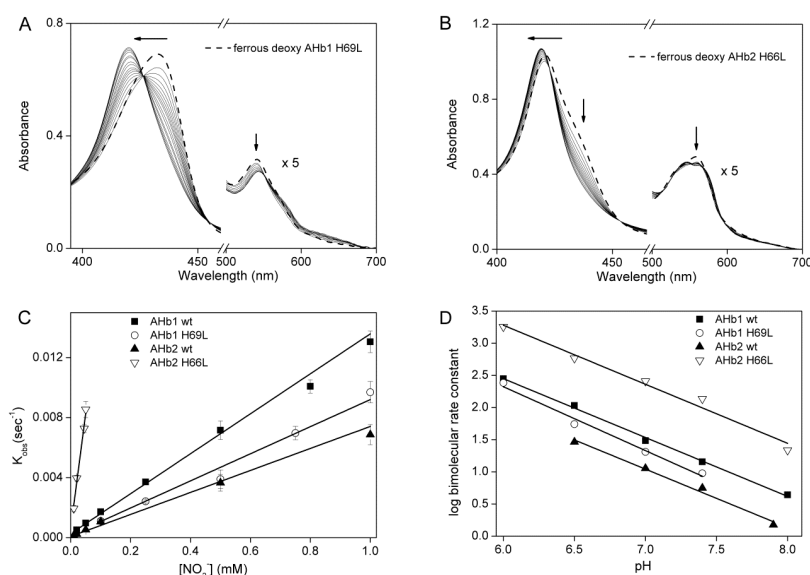 A
ferrous deoxy AHb1 H69L
x 5
Absorbance
0.8
0.4
0.0
400
450
500
600
700
Wavelength (nm)
B
ferrous deoxy AHb2 H66L
x 5
Absorbance
1.2
0.8
0.4
0.0
400
450
500
600
700
Wavelength (nm)
C
AHb1 wt
AHb1 H69L
AHb2 wt
AHb2 H66L
Kobs(sec-1)
0.012
0.008
0.004
0.000
0.0
0.2
0.4
0.6
0.8
1.0
(mM)
D
AHb1 wt
AHb1 H69L
AHb2 wt
AHb2 H66L
log bimolecular rate constant
3.5
3.0
2.5
2.0
1.5
1.0
0.5
0.0
6.0
6.5
7.0
7.5
8.0
pH